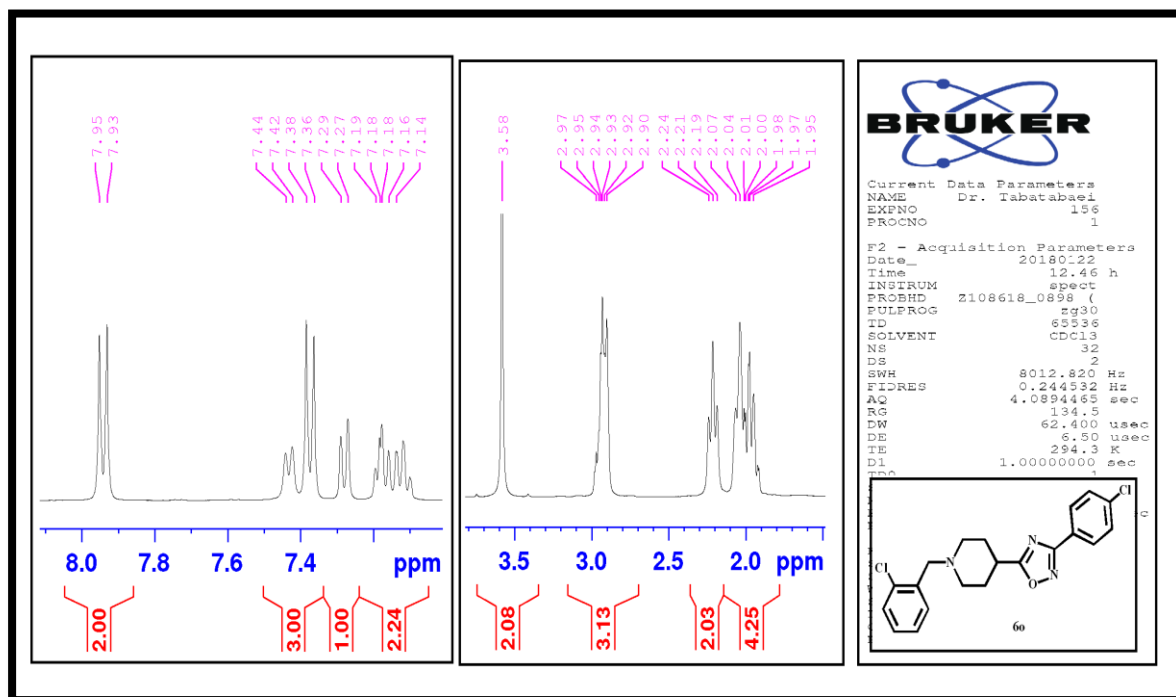 7.95
7.93
7.44
7.42
7.38
7.36
7.29
7.27
7.19
7.18
7.18
7.16
7.14
3.58
2.97
2.95
2.94
2.93
2.92
2.90
2.24
2.21
2.19
2.07
2.04
2.01
2.00
1.98
1.97
1.95
8.0 7.8 7.6 7.4 ppm
2.00 3.00 1.00 2.24
3.5 3.0 2.5 2.0 ppm
2.08 3.13 2.03 4.25
BRUKER
Current Data Parameters
NAME Dr. Tabatabaei
EXPNO 156
PROCNO 1
F2 - Acquisition Parameters
Date_ 20180122
Time 12.46 h
INSTRUM spect
PROBHD Z108618_0898 (
PULPROG zg30
TD 65536
SOLVENT CDCl3
NS 32
DS 2
SWH 8012.820 Hz
FIDRES 0.244532 Hz
AQ 4.0894465 sec
RG 134.5
DW 62.400 usec
DE 6.50 usec
TE 294.3 K
D1 1.00000000 sec
Cl
N
N
N
O
Cl
6o